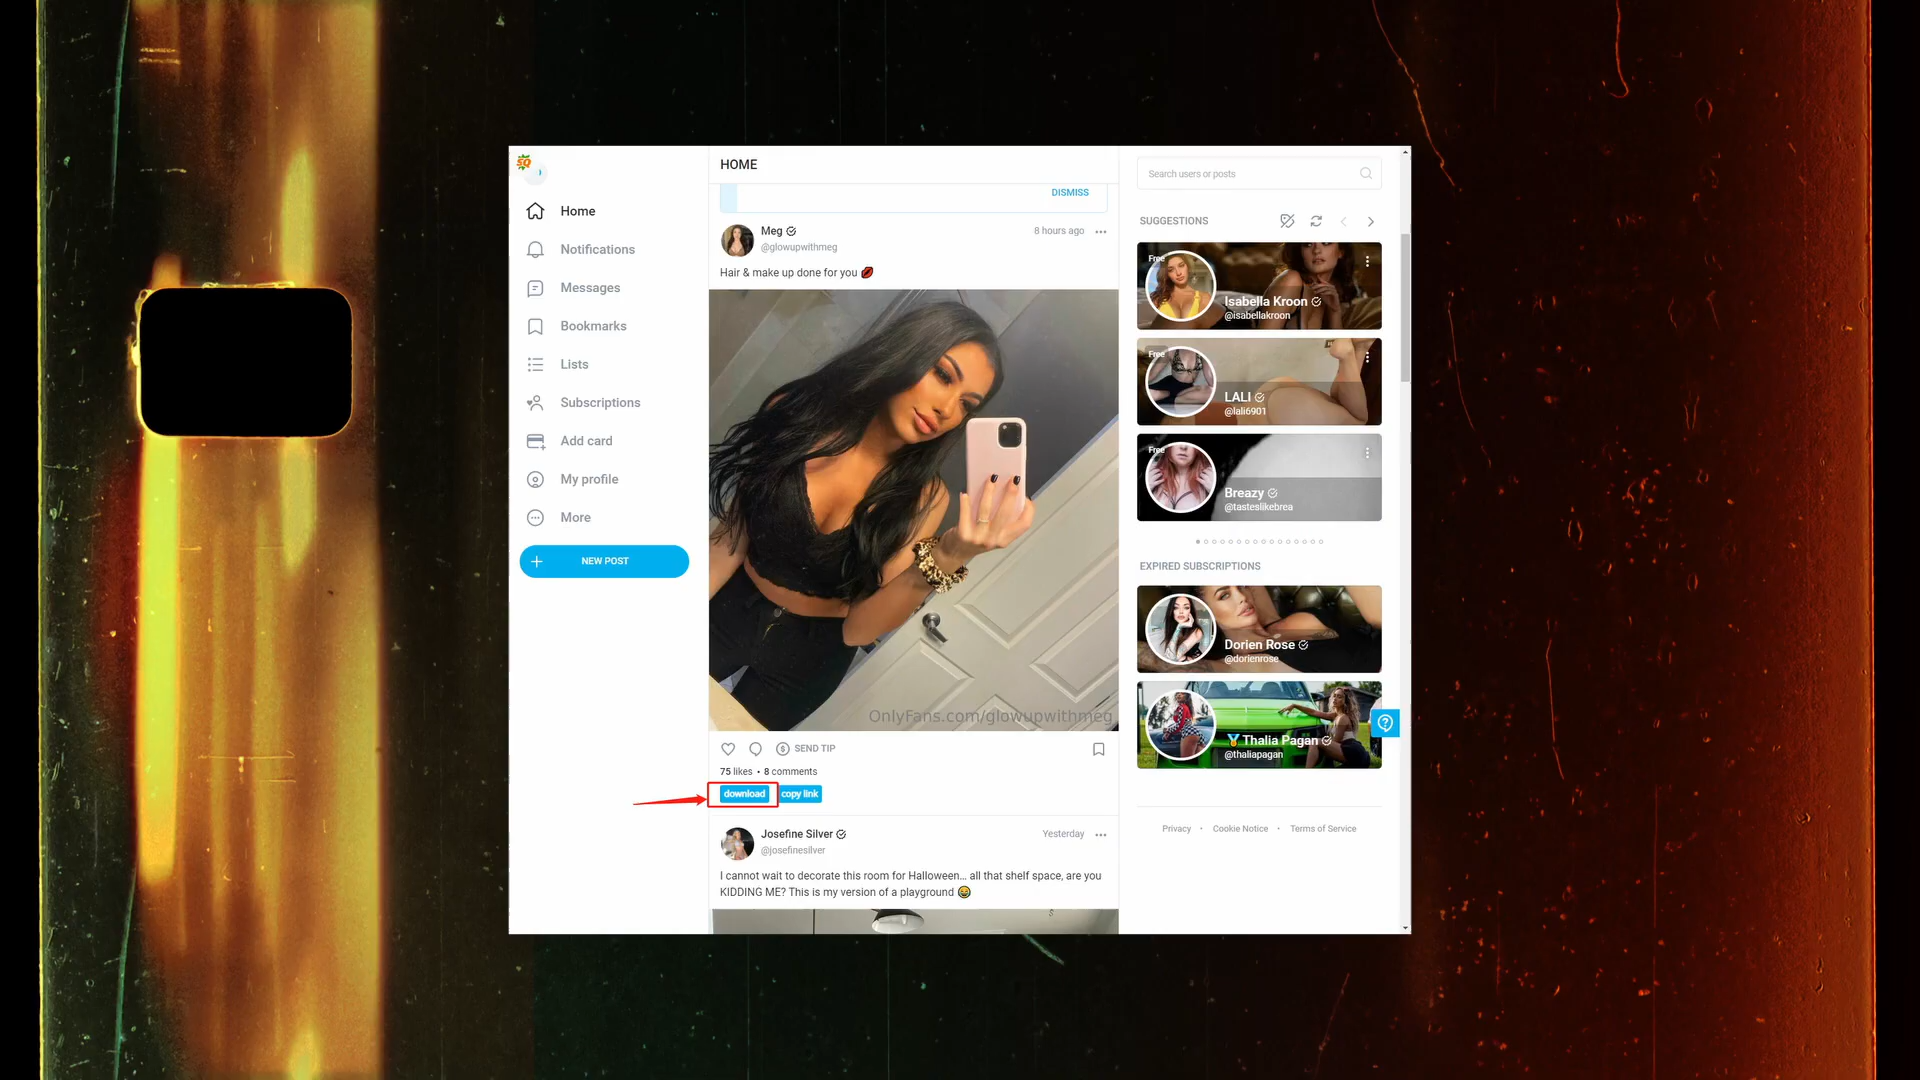 SQ
Home
Notifications
Messages
Bookmarks
Lists
Subscriptions
Add card
My profile
More
NEW POST
HOME
DISMISS
Meg
8 hours ago
@glowupwithmeg
Hair & make up done for you 💋
OnlyFans.com/glowupwithmeg
SEND TIP
75 likes • 8 comments
download copy link
Josefine Silver
Yesterday
@josefinesilver
I cannot wait to decorate this room for Halloween... all that shelf space, are you
KIDDING ME? This is my version of a playground 😂
Search users or posts
SUGGESTIONS
Free
Isabella Kroon
@isabellakroon
Free
LALI
@lali6901
Free
Breazy
@tasteslikebrea
EXPIRED SUBSCRIPTIONS
Dorien Rose
@dorienrose
🏅Thalia Pagan
@thaliapagan
Privacy • Cookie Notice • Terms of Service